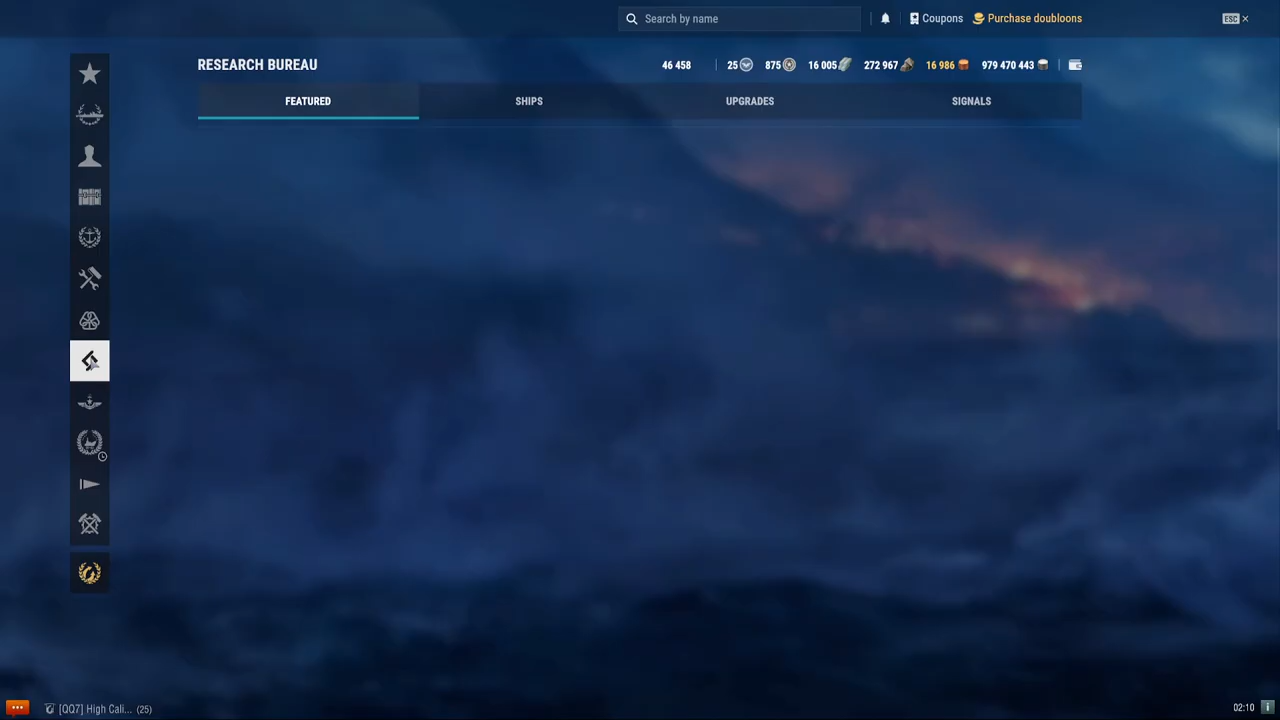 Search by name
Coupons
Purchase doubloons
ESC ×
RESEARCH BUREAU
46 458
25
875
16 005
272 967
16 986
979 470 443
FEATURED
SHIPS
UPGRADES
SIGNALS
[QQ7] High Cali... (25)
02:10